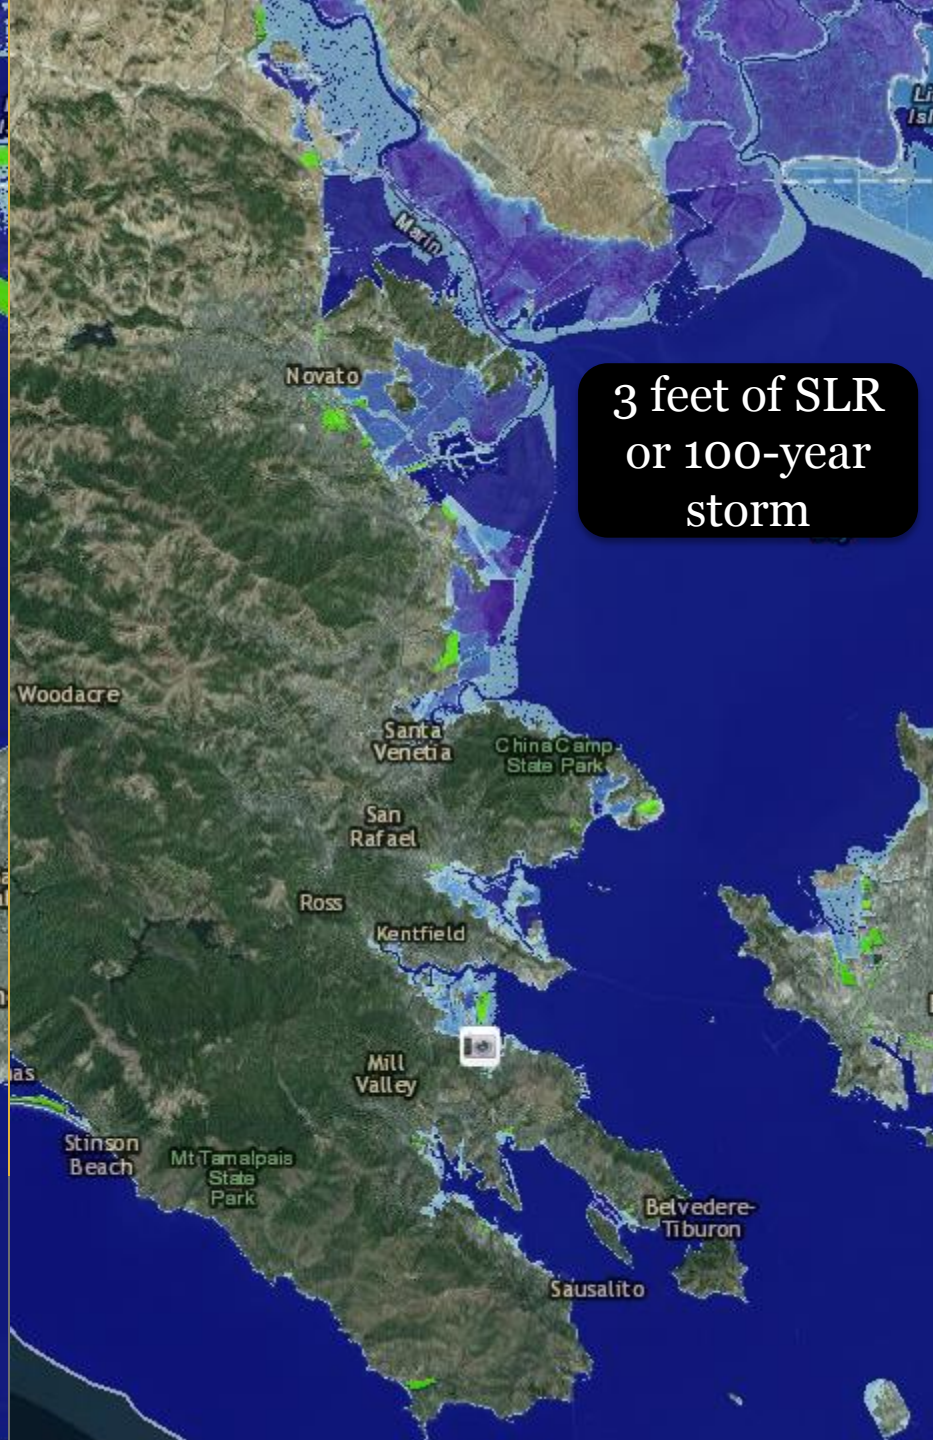 Marin
Novato
3 feet of SLR
or 100-year
storm
Woodacre
Santa
Venetia
China Camp
State Park
San
Rafael
Ross
Kentfield
Mill
Valley
Stinson
Beach
Mt Tamalpais
State
Park
Belvedere-
Tiburon
Sausalito